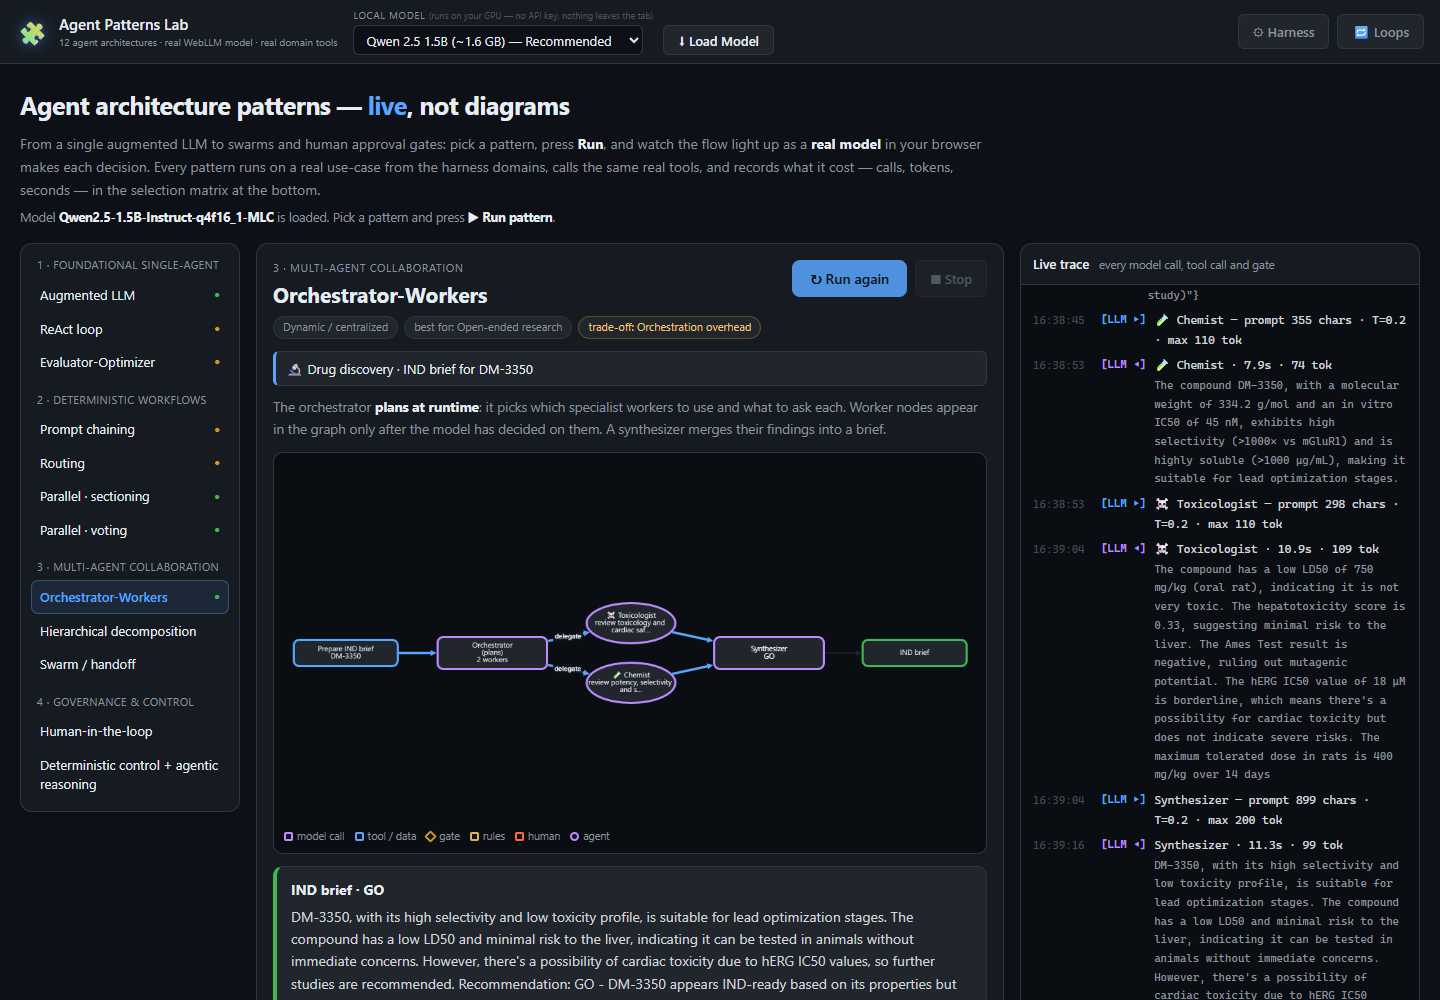 Agent Patterns Lab
12 agent architectures · real WebLLM model · real domain tools
LOCAL MODEL (runs on your GPU — no API key, nothing leaves the tab)
Qwen 2.5 1.5B (~1.6 GB) — Recommended
⬇ Load Model
⚙ Harness
🔁 Loops
Agent architecture patterns — live, not diagrams
From a single augmented LLM to swarms and human approval gates: pick a pattern, press Run, and watch the flow light up as a real model in your browser
makes each decision. Every pattern runs on a real use-case from the harness domains, calls the same real tools, and records what it cost — calls, tokens,
seconds — in the selection matrix at the bottom.
Model Qwen2.5-1.5B-Instruct-q4f16_1-MLC is loaded. Pick a pattern and press ▶ Run pattern.
1 · FOUNDATIONAL SINGLE-AGENT
Augmented LLM
ReAct loop
Evaluator-Optimizer
2 · DETERMINISTIC WORKFLOWS
Prompt chaining
Routing
Parallel · sectioning
Parallel · voting
3 · MULTI-AGENT COLLABORATION
Orchestrator-Workers
Hierarchical decomposition
Swarm / handoff
4 · GOVERNANCE & CONTROL
Human-in-the-loop
Deterministic control + agentic
reasoning
3 · MULTI-AGENT COLLABORATION
Orchestrator-Workers
↻ Run again
■ Stop
Dynamic / centralized
best for: Open-ended research
trade-off: Orchestration overhead
🔬 Drug discovery · IND brief for DM-3350
The orchestrator plans at runtime: it picks which specialist workers to use and what to ask each. Worker nodes appear
in the graph only after the model has decided on them. A synthesizer merges their findings into a brief.
Prepare IND brief
DM-3350
Orchestrator
(plans)
2 workers
delegate
delegate
☠ Toxicologist
review toxicology and
cardiac saf...
🧪 Chemist
review potency, selectivity
and s...
Synthesizer
GO
IND brief
model call
tool / data
gate
rules
human
agent
IND brief · GO
DM-3350, with its high selectivity and low toxicity profile, is suitable for lead optimization stages. The
compound has a low LD50 and minimal risk to the liver, indicating it can be tested in animals without
immediate concerns. However, there's a possibility of cardiac toxicity due to hERG IC50 values, so further
studies are recommended. Recommendation: GO - DM-3350 appears IND-ready based on its properties but
Live trace every model call, tool call and gate
study)"}
16:38:45 [LLM ▸] 🧪 Chemist — prompt 355 chars · T=0.2
· max 110 tok
16:38:53 [LLM ◂] 🧪 Chemist · 7.9s · 74 tok
The compound DM-3350, with a molecular
weight of 334.2 g/mol and an in vitro
IC50 of 45 nM, exhibits high
selectivity (>1000× vs mGluR1) and is
highly soluble (>1000 µg/mL), making it
suitable for lead optimization stages.
16:38:53 [LLM ▸] ☠ Toxicologist — prompt 298 chars ·
T=0.2 · max 110 tok
16:39:04 [LLM ◂] ☠ Toxicologist · 10.9s · 109 tok
The compound has a low LD50 of 750
mg/kg (oral rat), indicating it is not
very toxic. The hepatotoxicity score is
0.33, suggesting minimal risk to the
liver. The Ames Test result is
negative, ruling out mutagenic
potential. The hERG IC50 value of 18 µM
is borderline, which means there's a
possibility for cardiac toxicity but
does not indicate severe risks. The
maximum tolerated dose in rats is 400
mg/kg over 14 days
16:39:04 [LLM ▸] Synthesizer — prompt 899 chars ·
T=0.2 · max 200 tok
16:39:16 [LLM ◂] Synthesizer · 11.3s · 99 tok
DM-3350, with its high selectivity and
low toxicity profile, is suitable for
lead optimization stages. The compound
has a low LD50 and minimal risk to the
liver, indicating it can be tested in
animals without immediate concerns.
However, there's a possibility of
cardiac toxicity due to hERG IC50